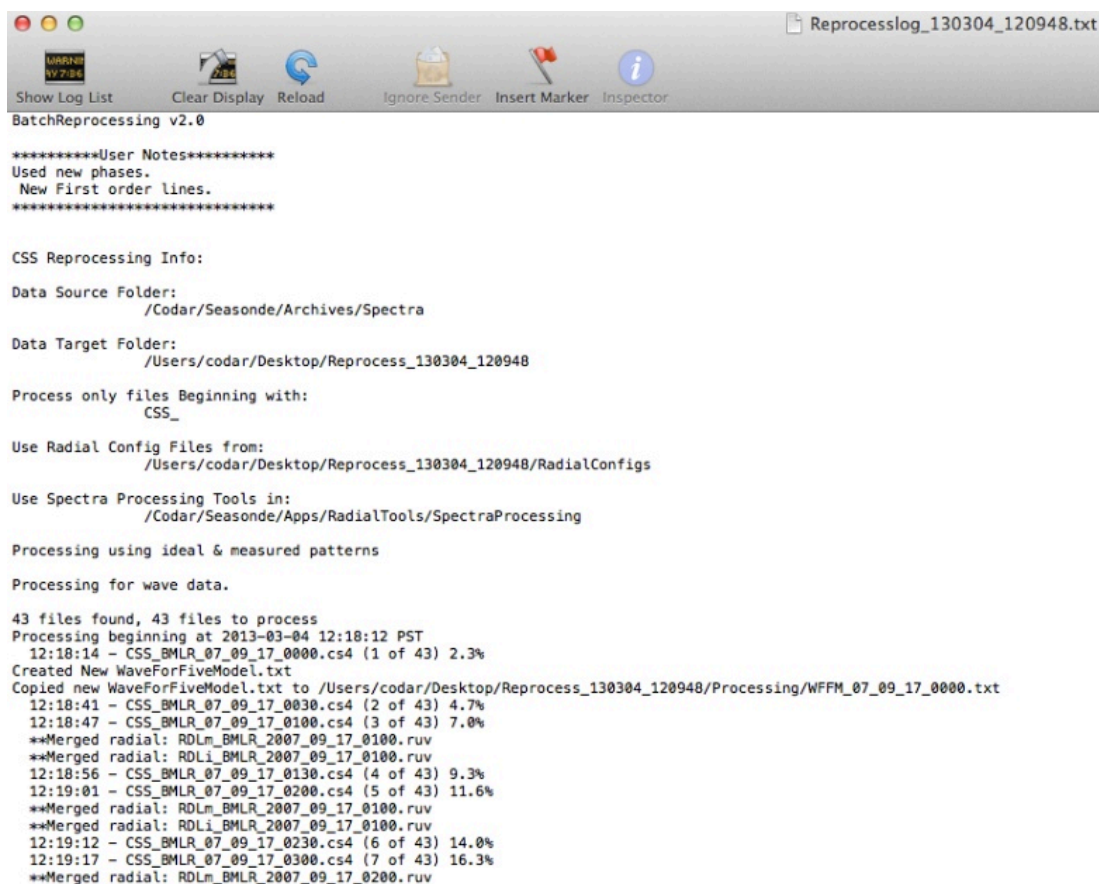 Reprocesslog_130304_120948.txt
WARNIN
AY 7:36
7:36
Show Log List Clear Display Reload Ignore Sender Insert Marker Inspector
BatchReprocessing v2.0
**********User Notes**********
Used new phases.
New First order lines.
******************************
CSS Reprocessing Info:
Data Source Folder:
/Codar/Seasonde/Archives/Spectra
Data Target Folder:
/Users/codar/Desktop/Reprocess_130304_120948
Process only files Beginning with:
CSS_
Use Radial Config Files from:
/Users/codar/Desktop/Reprocess_130304_120948/RadialConfigs
Use Spectra Processing Tools in:
/Codar/Seasonde/Apps/RadialTools/SpectraProcessing
Processing using ideal & measured patterns
Processing for wave data.
43 files found, 43 files to process
Processing beginning at 2013-03-04 12:18:12 PST
12:18:14 - CSS_BMLR_07_09_17_0000.cs4 (1 of 43) 2.3%
Created New WaveForFiveModel.txt
Copied new WaveForFiveModel.txt to /Users/codar/Desktop/Reprocess_130304_120948/Processing/WFFM_07_09_17_0000.txt
12:18:41 - CSS_BMLR_07_09_17_0030.cs4 (2 of 43) 4.7%
12:18:47 - CSS_BMLR_07_09_17_0100.cs4 (3 of 43) 7.0%
**Merged radial: RDLm_BMLR_2007_09_17_0100.ruv
**Merged radial: RDLi_BMLR_2007_09_17_0100.ruv
12:18:56 - CSS_BMLR_07_09_17_0130.cs4 (4 of 43) 9.3%
12:19:01 - CSS_BMLR_07_09_17_0200.cs4 (5 of 43) 11.6%
**Merged radial: RDLm_BMLR_2007_09_17_0100.ruv
**Merged radial: RDLi_BMLR_2007_09_17_0100.ruv
12:19:12 - CSS_BMLR_07_09_17_0230.cs4 (6 of 43) 14.0%
12:19:17 - CSS_BMLR_07_09_17_0300.cs4 (7 of 43) 16.3%
**Merged radial: RDLm_BMLR_2007_09_17_0200.ruv